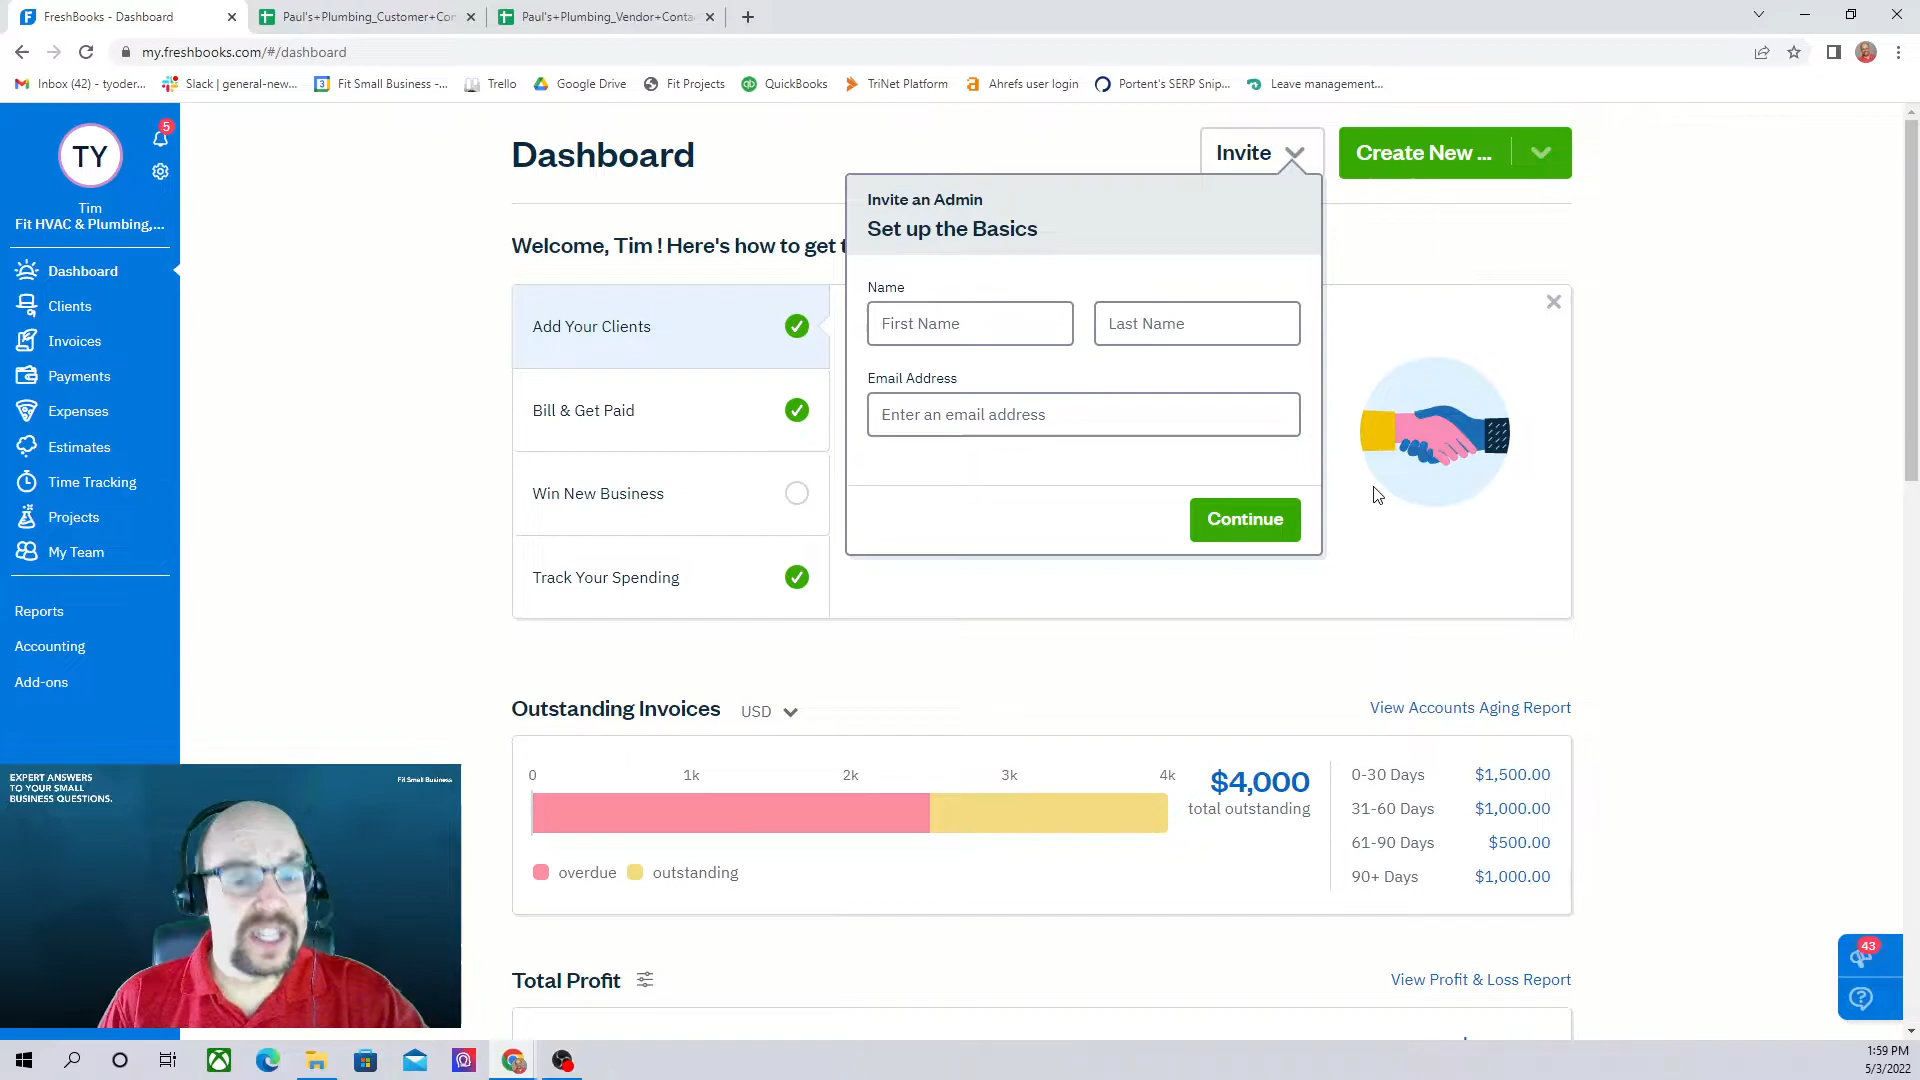 FreshBooks - Dashboard
Paul's+Plumbing_Customer+Con
Paul's+Plumbing_Vendor+Conta
my.freshbooks.com/#/dashboard
Inbox (42) - tyoder...
Slack | general-new...
3
Fit Small Business -...
Trello
Google Drive
Fit Projects
QuickBooks
TriNet Platform
Ahrefs user login
Portent's SERP Snip...
Leave management...
TY
5
Tim
Fit HVAC & Plumbing,...
Dashboard
Clients
Invoices
Payments
Expenses
Estimates
Time Tracking
Projects
My Team
Reports
Accounting
Add-ons
Dashboard
Invite
Create New ...
Welcome, Tim ! Here's how to get t
Add Your Clients
Bill & Get Paid
Win New Business
Track Your Spending
Invite an Admin
Set up the Basics
Name
First Name
Last Name
Email Address
Enter an email address
Continue
Outstanding Invoices
USD
View Accounts Aging Report
0 1k 2k 3k 4k
overdue
outstanding
$4,000
total outstanding
0-30 Days $1,500.00
31-60 Days $1,000.00
61-90 Days $500.00
90+ Days $1,000.00
Total Profit
View Profit & Loss Report
43
EXPERT ANSWERS
TO YOUR SMALL
BUSINESS QUESTIONS.
Fit Small Business
1:59 PM
5/3/2022